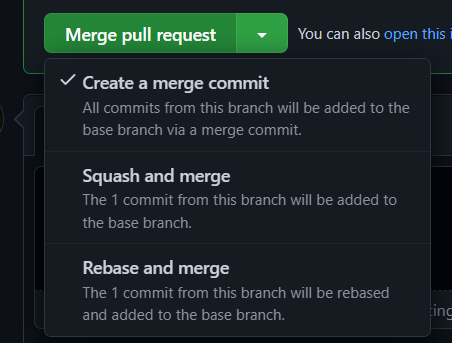 Merge pull request
You can also open this i
Create a merge commit
All commits from this branch will be added to the
base branch via a merge commit.
Squash and merge
The 1 commit from this branch will be added to
the base branch.
Rebase and merge
The 1 commit from this branch will be rebased
and added to the base branch.
ting